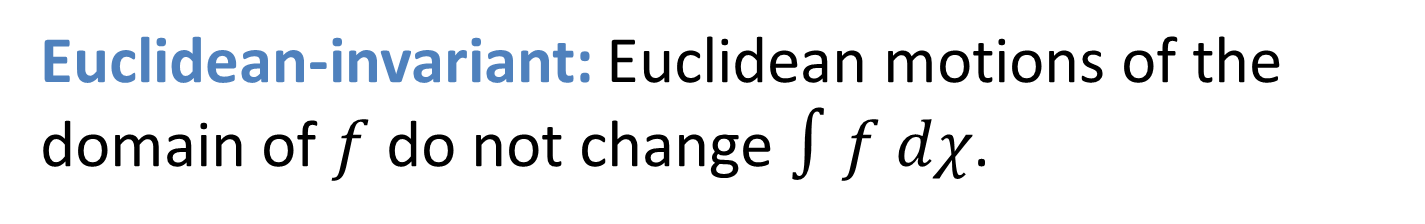 Euclidean-invariant: Euclidean motions of the
domain of 𝑓 do not change ∫ 𝑓 𝑑𝜒.